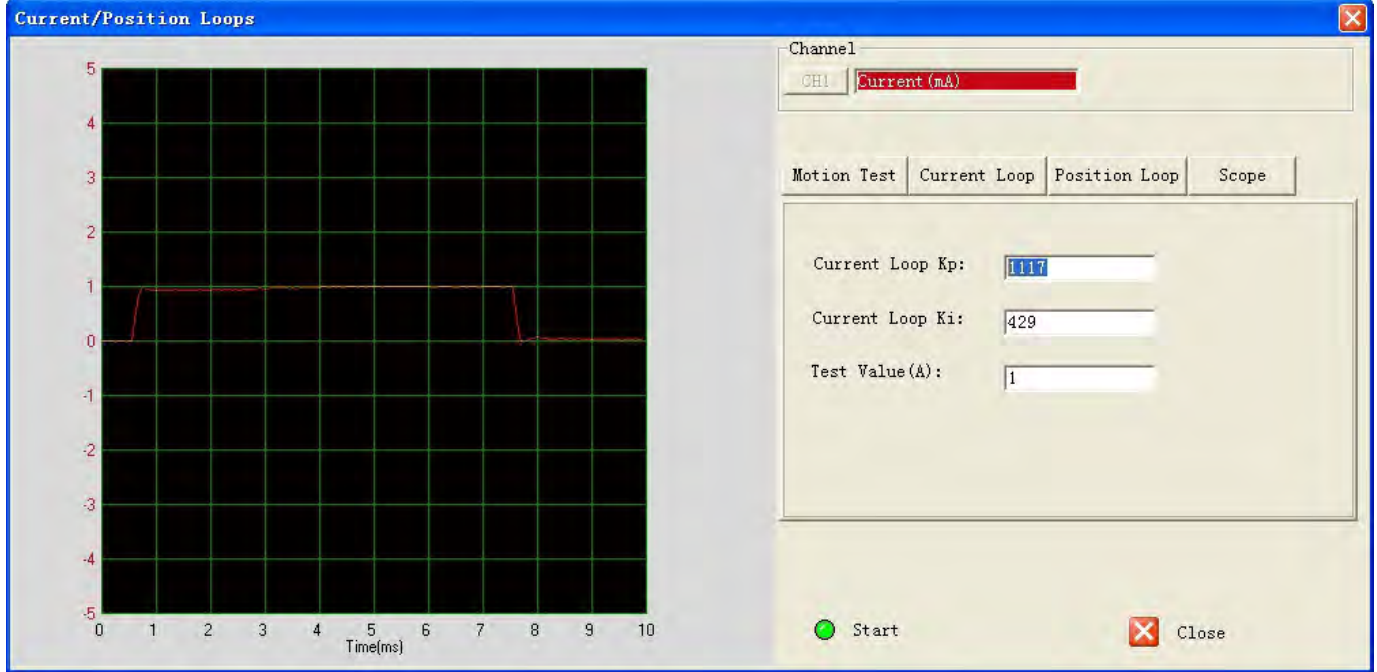 Current/Position Loops
Channel
CH1 Current(mA)
Motion Test Current Loop Position Loop Scope
Current Loop Kp: 1117
Current Loop Ki: 429
Test Value(A): 1
5
4
3
2
1
0
-1
-2
-3
-4
-5
0 1 2 3 4 5 6 7 8 9 10
Time(ms)
Start Close